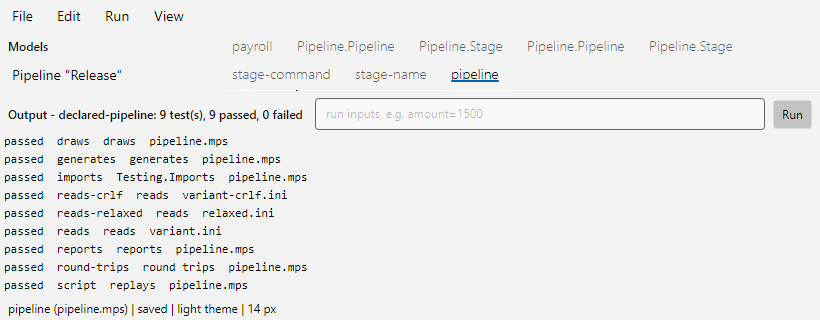 File Edit Run View
Models
payroll Pipeline.Pipeline Pipeline.Stage Pipeline.Pipeline Pipeline.Stage
Pipeline "Release"
stage-command stage-name pipeline
Output - declared-pipeline: 9 test(s), 9 passed, 0 failed
run inputs, e.g. amount=1500
Run
passed draws draws pipeline.mps
passed generates generates pipeline.mps
passed imports Testing.Imports pipeline.mps
passed reads-crlf reads variant-crlf.ini
passed reads-relaxed reads relaxed.ini
passed reads reads variant.ini
passed reports reports pipeline.mps
passed round-trips round trips pipeline.mps
passed script replays pipeline.mps
pipeline (pipeline.mps) | saved | light theme | 14 px